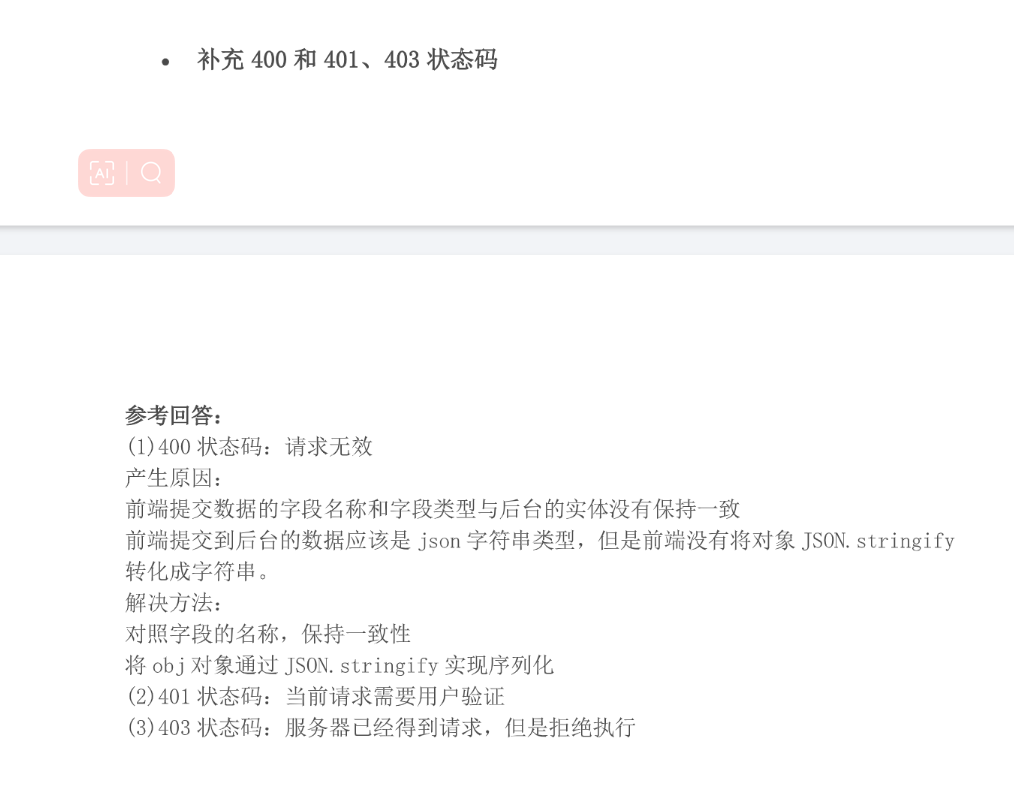 • 补充 400 和 401、403 状态码
AI
参考回答：
(1)400 状态码：请求无效
产生原因：
前端提交数据的字段名称和字段类型与后台的实体没有保持一致
前端提交到后台的数据应该是 json 字符串类型，但是前端没有将对象 JSON.stringify
转化成字符串。
解决方法：
对照字段的名称，保持一致性
将 obj 对象通过 JSON.stringify 实现序列化
(2)401 状态码：当前请求需要用户验证
(3)403 状态码：服务器已经得到请求，但是拒绝执行